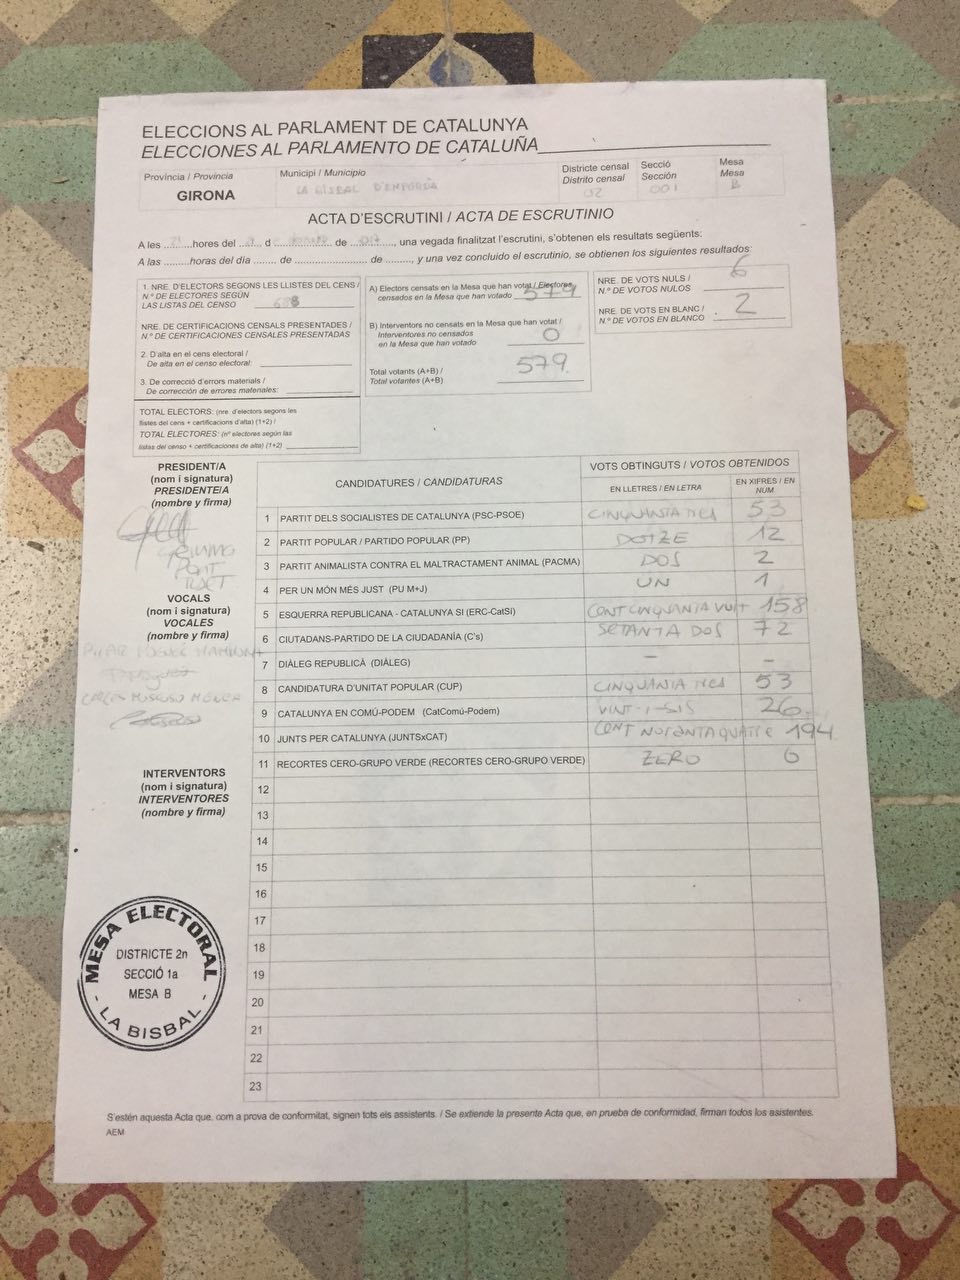 ELECCIONS AL PARLAMENT DE CATALUNYA
ELECCIONES AL PARLAMENTO DE CATALUÑA
Província / Provincia
GIRONA
Municipi / Municipio
LA BISBAL D'EMPORDÀ
Districte censal
Distrito censal
02
Secció
Sección
001
Mesa
Mesa
B
ACTA D'ESCRUTINI / ACTA DE ESCRUTINIO
A les ........hores del ...... d ............ de ........., una vegada finalitzat l'escrutini, s'obtenen els resultats següents:
A las .........horas del día ........ de ...................... de ........., y una vez concluido el escrutinio, se obtienen los siguientes resultados:
1. NRE. D'ELECTORS SEGONS LES LLISTES DEL CENS /
N.º DE ELECTORES SEGÚN
LAS LISTAS DEL CENSO
NRE. DE CERTIFICACIONS CENSALS PRESENTADES /
N.º DE CERTIFICACIONES CENSALES PRESENTADAS
2. D'alta en el cens electoral /
De alta en el censo electoral:
3. De correcció d'errors materials /
De corrección de errores materiales:
TOTAL ELECTORS: (nre. d'electors segons les
llistes del cens + certificacions d'alta) (1+2) /
TOTAL ELECTORES: (nº electores según las
listas del censo + certificaciones de alta) (1+2)
A) Electors censats en la Mesa que han votat / Electores
censados en la Mesa que han votado 579
B) Interventors no censats en la Mesa que han votat /
Interventores no censados
en la Mesa que han votado 0
Total votants (A+B) /
Total votantes (A+B) 579
NRE. DE VOTS NULS /
N.º DE VOTOS NULOS 6
NRE. DE VOTS EN BLANC /
N.º DE VOTOS EN BLANCO 2
PRESIDENT/A
(nom i signatura)
PRESIDENTE/A
(nombre y firma)
GEMMA
PONT
VOCALS
(nom i signatura)
VOCALES
(nombre y firma)
PILAR
INTERVENTORS
(nom i signatura)
INTERVENTORES
(nombre y firma)
CANDIDATURES / CANDIDATURAS
VOTS OBTINGUTS / VOTOS OBTENIDOS
EN LLETRES / EN LETRA
EN XIFRES / EN NUM
1 PARTIT DELS SOCIALISTES DE CATALUNYA (PSC-PSOE) CINQUANTA TRES 53
2 PARTIT POPULAR / PARTIDO POPULAR (PP) DOTZE 12
3 PARTIT ANIMALISTA CONTRA EL MALTRACTAMENT ANIMAL (PACMA) DOS 2
4 PER UN MÓN MÉS JUST (PU M+J) UN 1
5 ESQUERRA REPUBLICANA - CATALUNYA SI (ERC-CatSí) CENT CINQUANTA VUIT 158
6 CIUTADANS-PARTIDO DE LA CIUDADANÍA (C's) SETANTA DOS 72
7 DIÀLEG REPUBLICÀ (DIÀLEG) - -
8 CANDIDATURA D'UNITAT POPULAR (CUP) CINQUANTA TRES 53
9 CATALUNYA EN COMÚ-PODEM (CatComú-Podem) VINT-I-SIS 26
10 JUNTS PER CATALUNYA (JUNTSxCAT) CENT NORANTA QUATRE 194
11 RECORTES CERO-GRUPO VERDE (RECORTES CERO-GRUPO VERDE) ZERO 0
12
13
14
15
16
17
18
19
20
21
22
23
MESA ELECTORAL
DISTRICTE 2n
SECCIÓ 1a
MESA B
- LA BISBAL -
S'estén aquesta Acta que, com a prova de conformitat, signen tots els assistents. / Se extiende la presente Acta que, en prueba de conformidad, firman todos los asistentes.
AEM